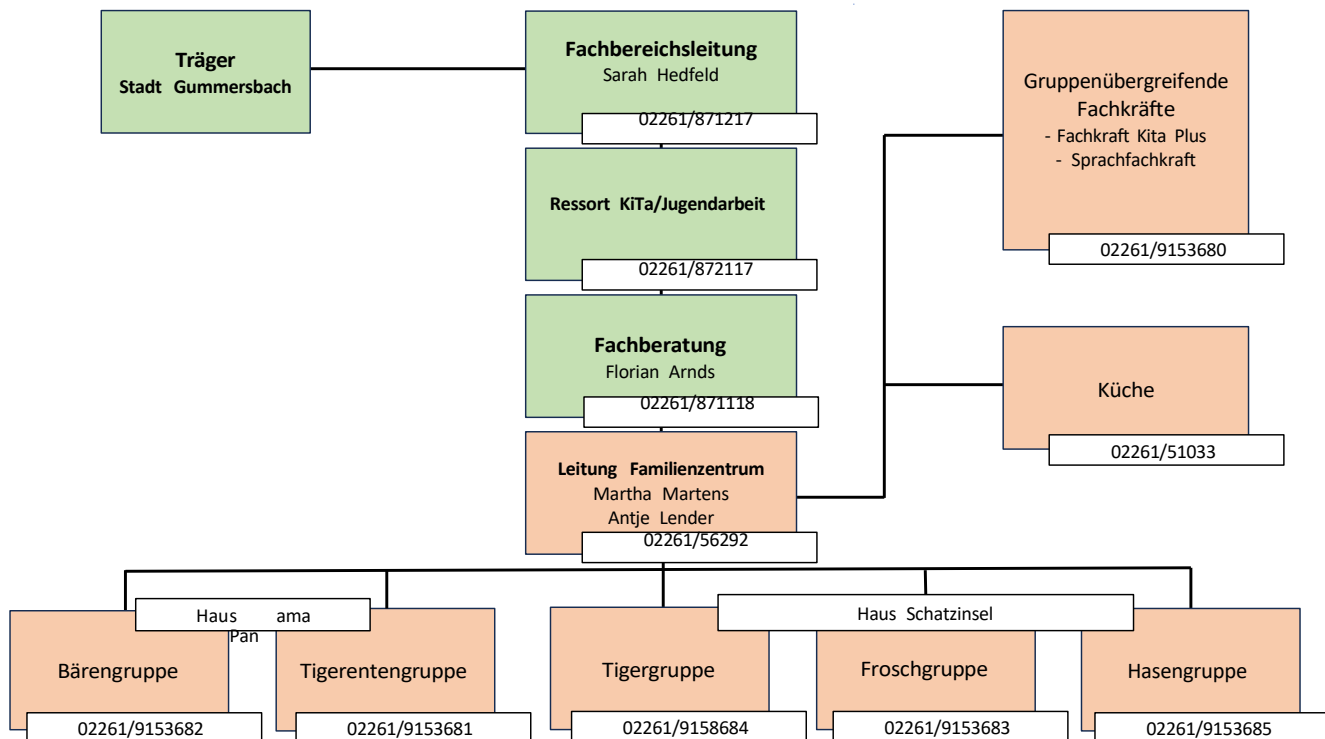 Träger
Stadt Gummersbach
Fachbereichsleitung
Sarah Hedfeld
02261/871217
Ressort KiTa/Jugendarbeit
02261/872117
Fachberatung
Florian Arnds
02261/871118
Leitung Familienzentrum
Martha Martens
Antje Lender
02261/56292
Gruppenübergreifende
Fachkräfte
- Fachkraft Kita Plus
- Sprachfachkraft
02261/9153680
Küche
02261/51033
Haus ama
Pan
Haus Schatzinsel
Bärengruppe
02261/9153682
Tigerentengruppe
02261/9153681
Tigergruppe
02261/9158684
Froschgruppe
02261/9153683
Hasengruppe
02261/9153685